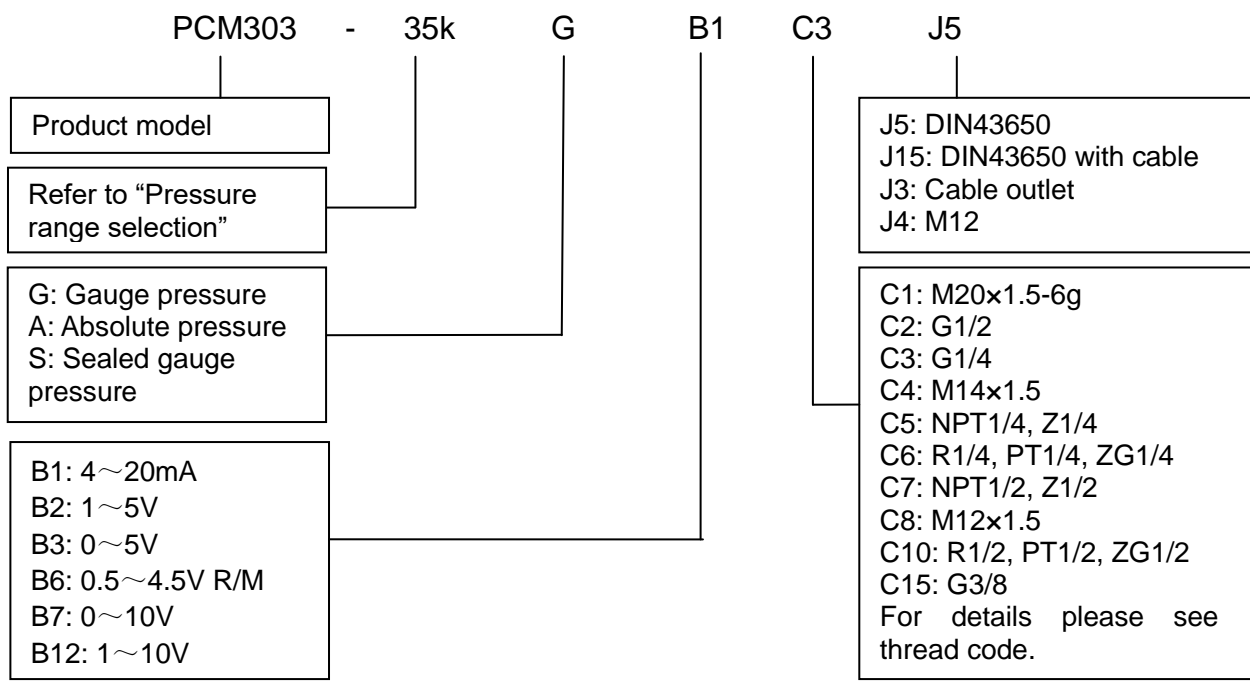 PCM303 - 35k G B1 C3 J5
Product model
Refer to “Pressure
range selection”
G: Gauge pressure
A: Absolute pressure
S: Sealed gauge
pressure
B1: 4～20mA
B2: 1～5V
B3: 0～5V
B6: 0.5～4.5V R/M
B7: 0～10V
B12: 1～10V
J5: DIN43650
J15: DIN43650 with cable
J3: Cable outlet
J4: M12
C1: M20×1.5-6g
C2: G1/2
C3: G1/4
C4: M14×1.5
C5: NPT1/4, Z1/4
C6: R1/4, PT1/4, ZG1/4
C7: NPT1/2, Z1/2
C8: M12×1.5
C10: R1/2, PT1/2, ZG1/2
C15: G3/8
For details please see
thread code.